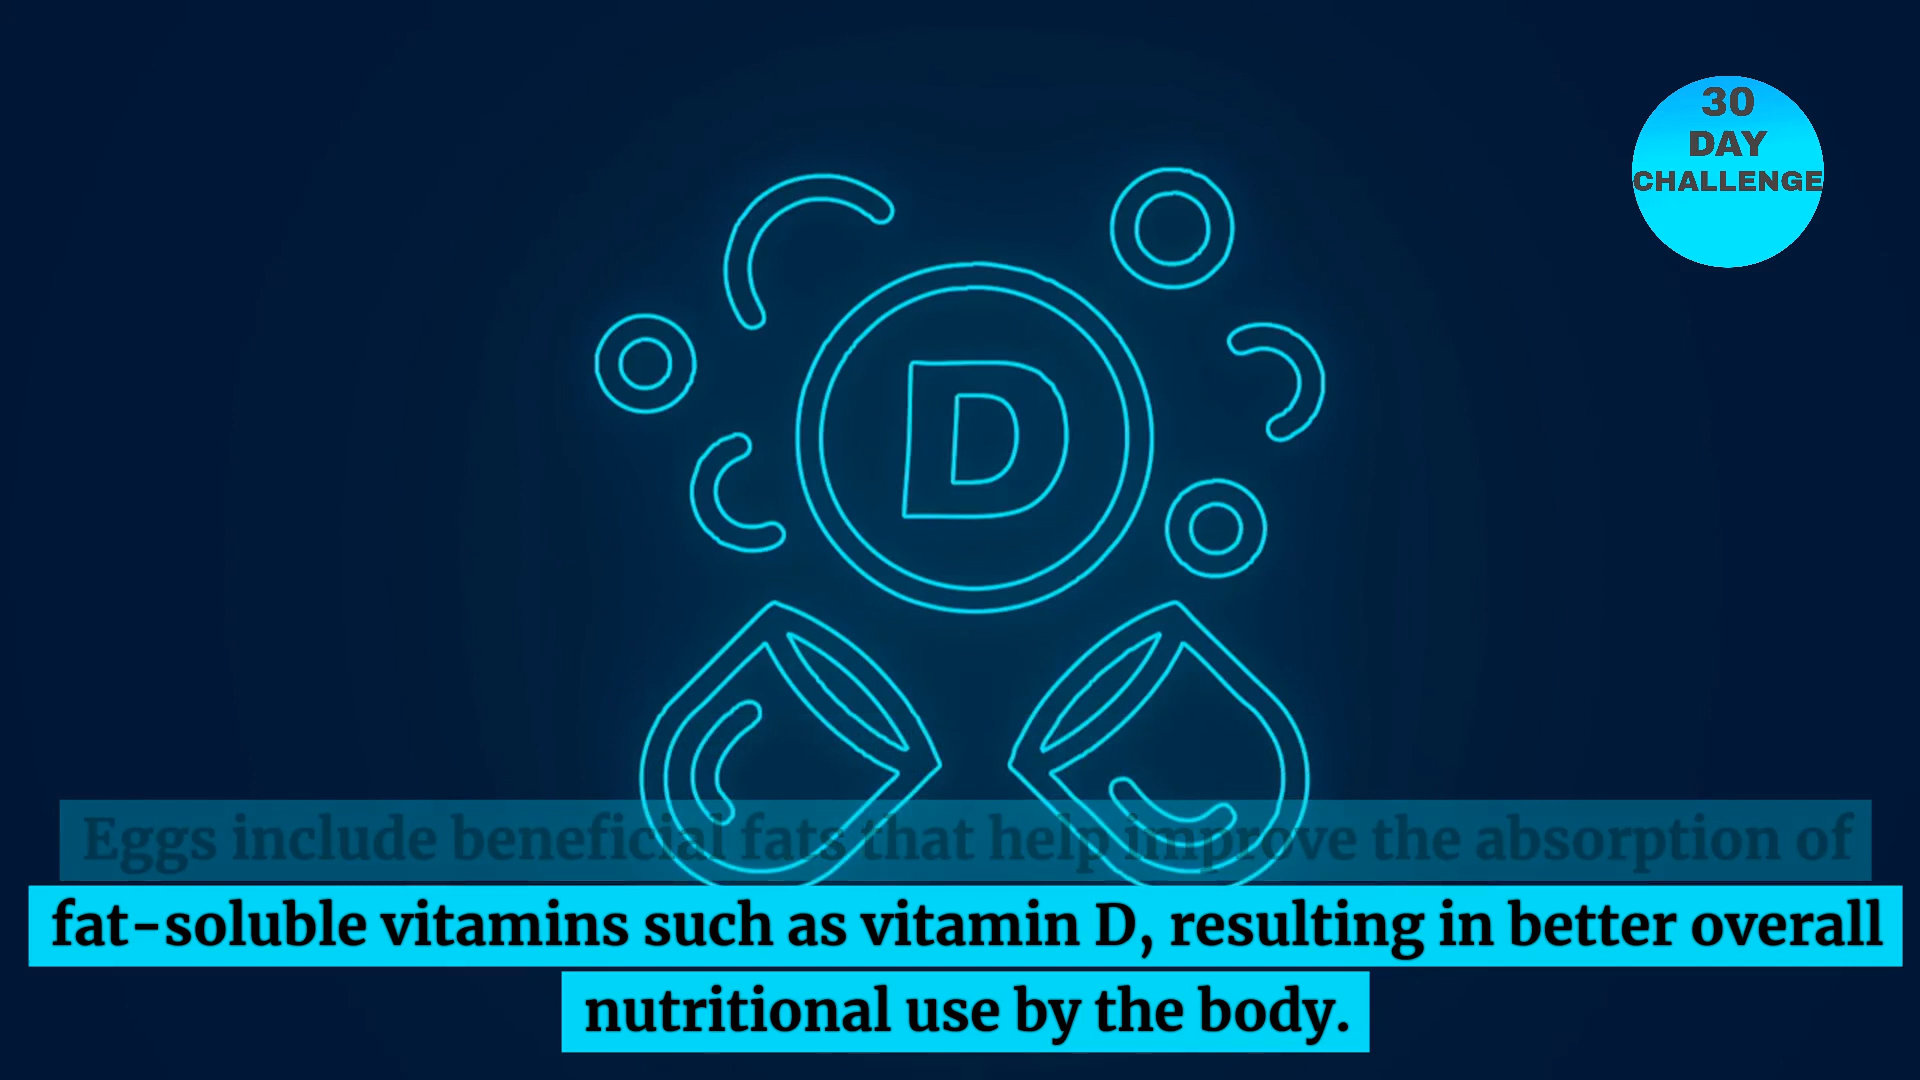 30
DAY
CHALLENGE
D
Eggs include beneficial fats that help improve the absorption of
fat-soluble vitamins such as vitamin D, resulting in better overall
nutritional use by the body.